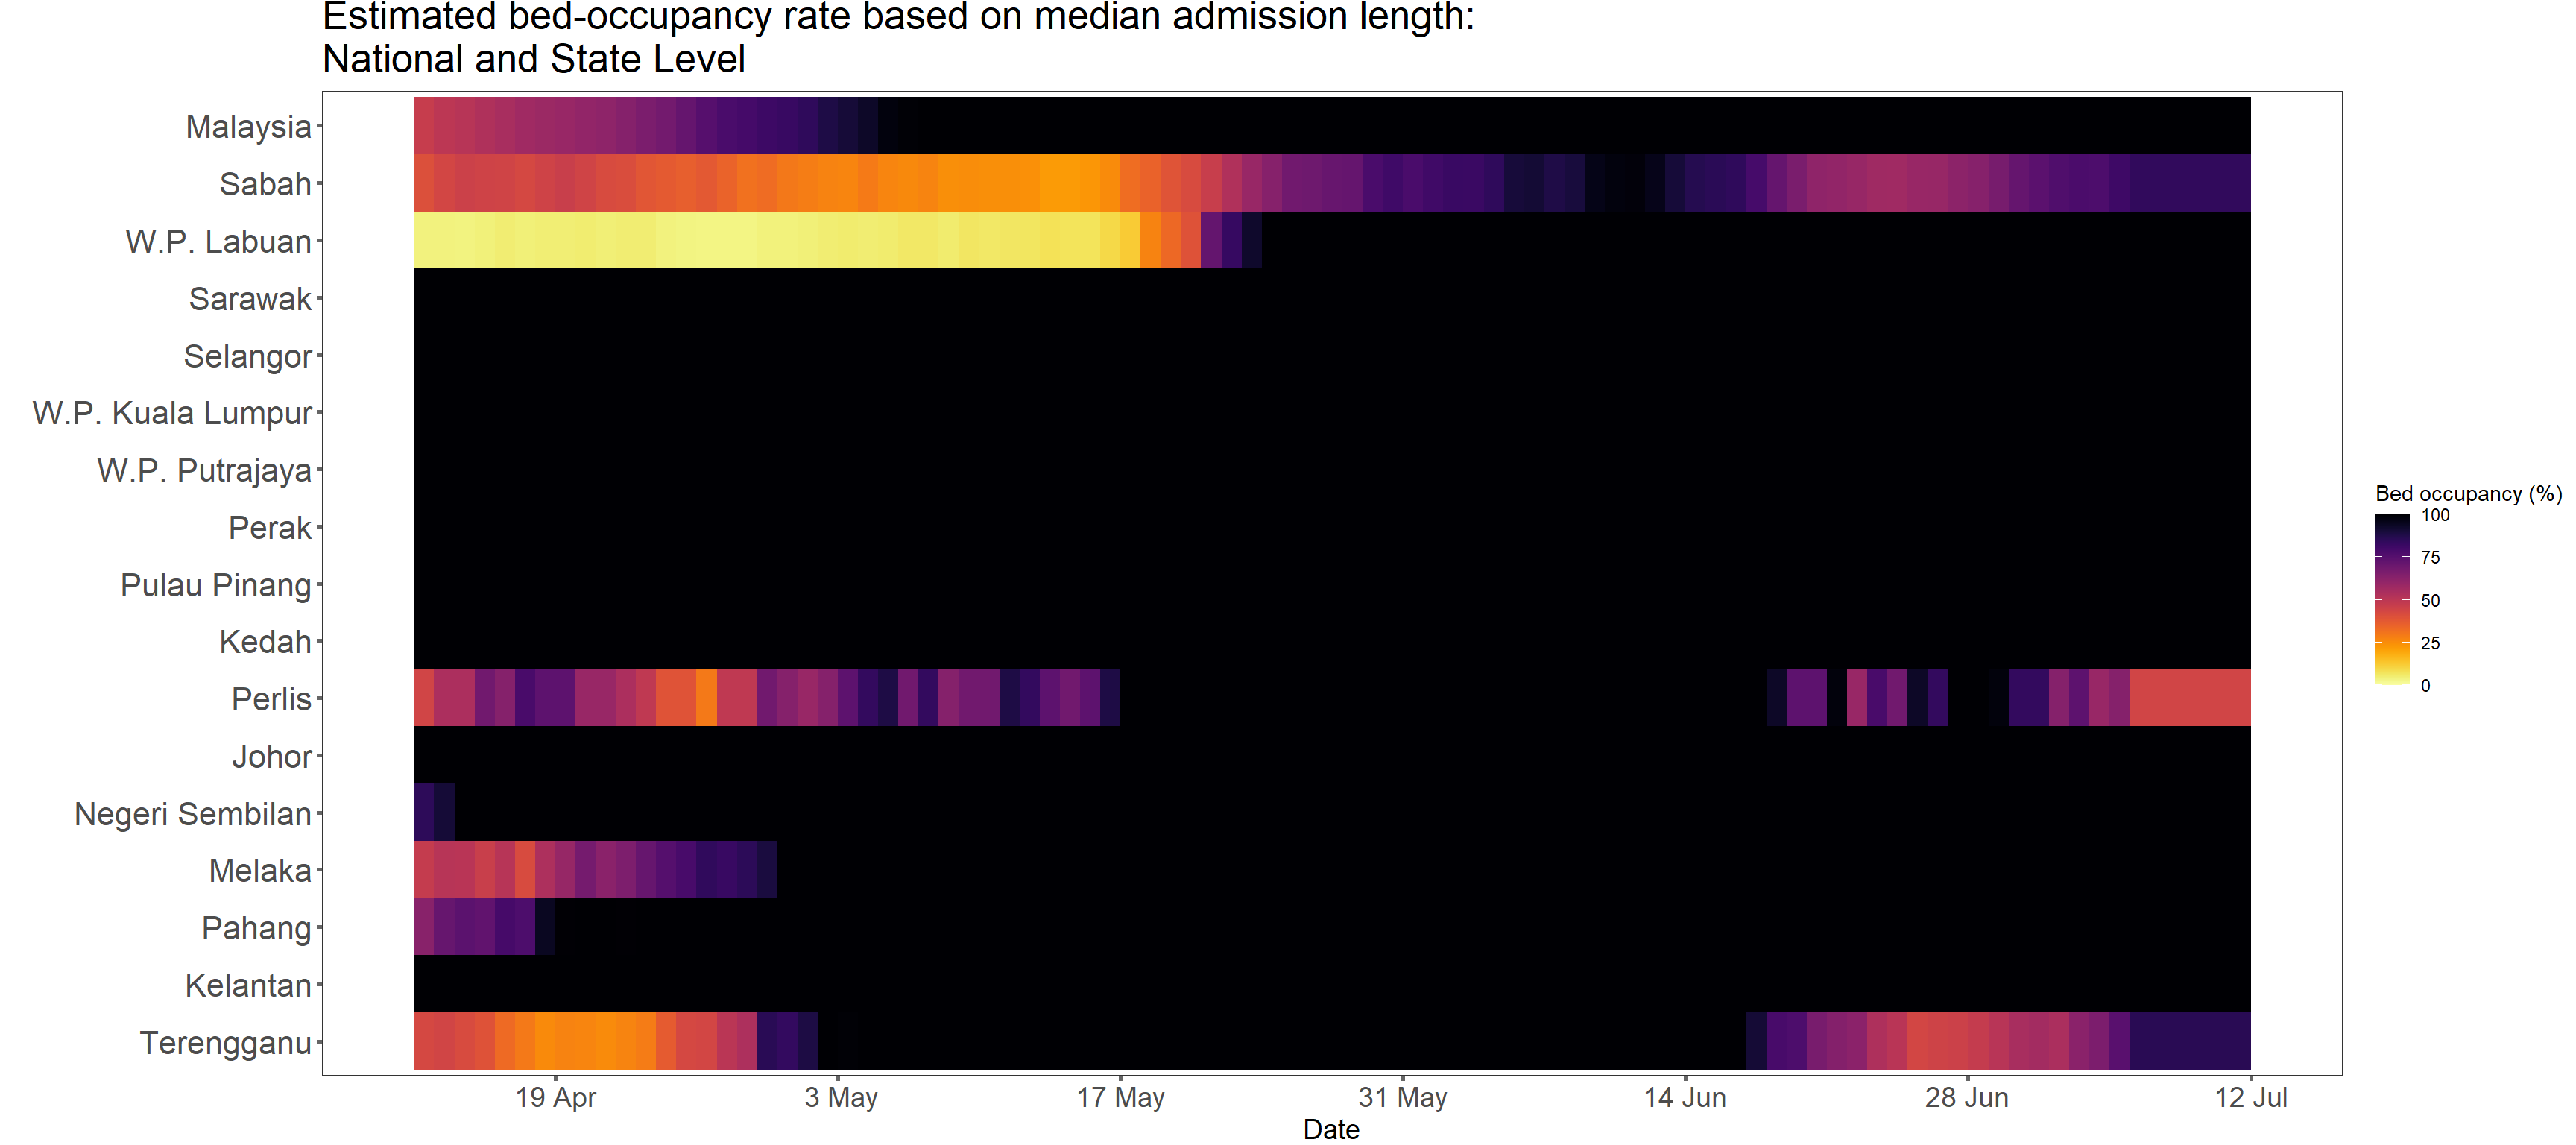 Estimated bed-occupancy rate based on median admission length:
National and State Level
Malaysia
Sabah
W.P. Labuan
Sarawak
Selangor
W.P. Kuala Lumpur
W.P. Putrajaya
Perak
Pulau Pinang
Kedah
Perlis
Johor
Negeri Sembilan
Melaka
Pahang
Kelantan
Terengganu
19 Apr
3 May
17 May
31 May
14 Jun
28 Jun
12 Jul
Date
Bed occupancy (%)
100
75
50
25
0